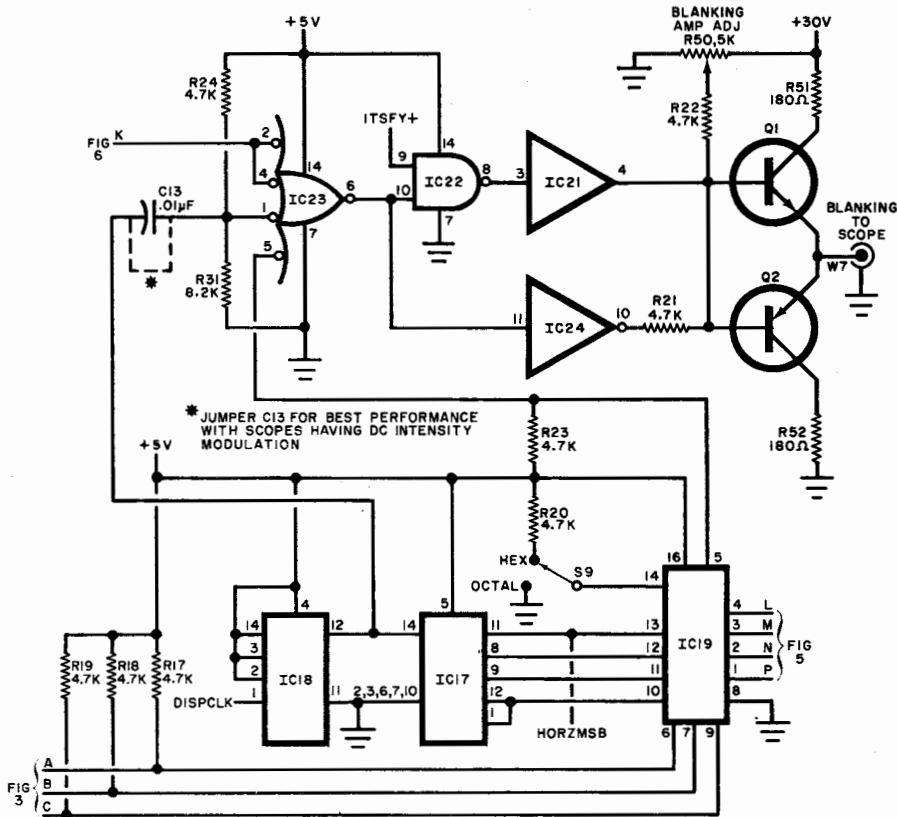 +5V
BLANKING
AMP ADJ
R50,5K
+30V
R24
4.7K
R51
180Ω
R22
4.7K
Q1
ITSFY+
FIG
6
K
2
4
1
5
14
IC23
7
6
9
10
14
IC22
7
8
3
IC21
4
C13
.01µF
*
R31
8.2K
BLANKING
TO
SCOPE
W7
11
IC24
10
R21
4.7K
Q2
* JUMPER C13 FOR BEST PERFORMANCE
WITH SCOPES HAVING DC INTENSITY
MODULATION
R23
4.7K
R52
180Ω
+5V
R20
4.7K
HEX
S9
OCTAL
16
5
14
4
5
14
3
2
1
IC18
12
11
DISPCLK
14
2,3,6,7,10
IC17
11
8
9
12
1
HORZMSB
13
12
11
10
IC19
4 L
3 M
2 N
1 P
8
FIG
5
6
7
9
R19
4.7K
R18
4.7K
R17
4.7K
FIG
3
A
B
C